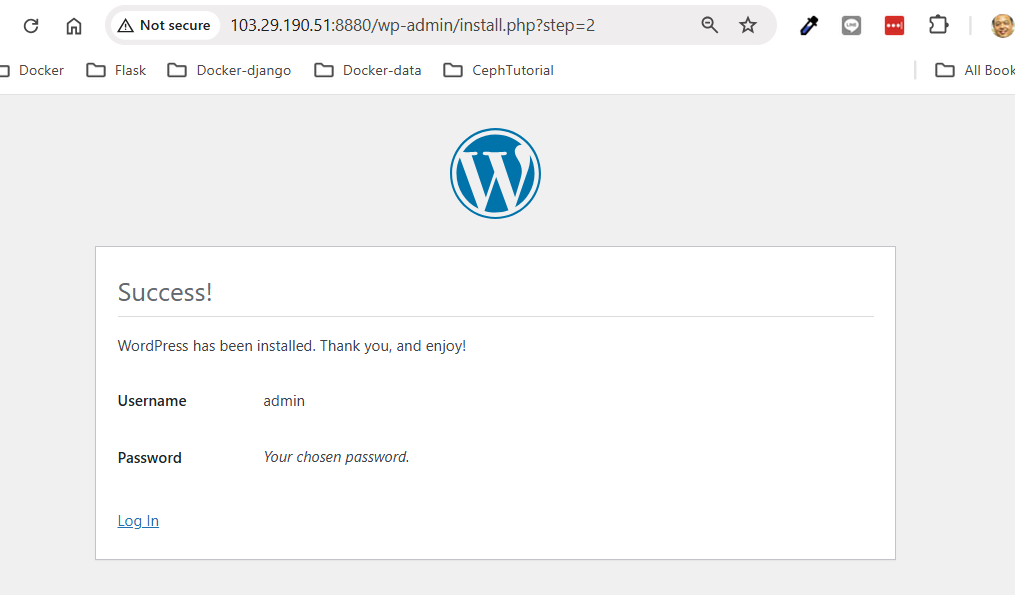 Not secure 103.29.190.51:8880/wp-admin/install.php?step=2
Docker Flask Docker-django Docker-data CephTutorial All Book
Success!
WordPress has been installed. Thank you, and enjoy!
Username admin
Password Your chosen password.
Log In